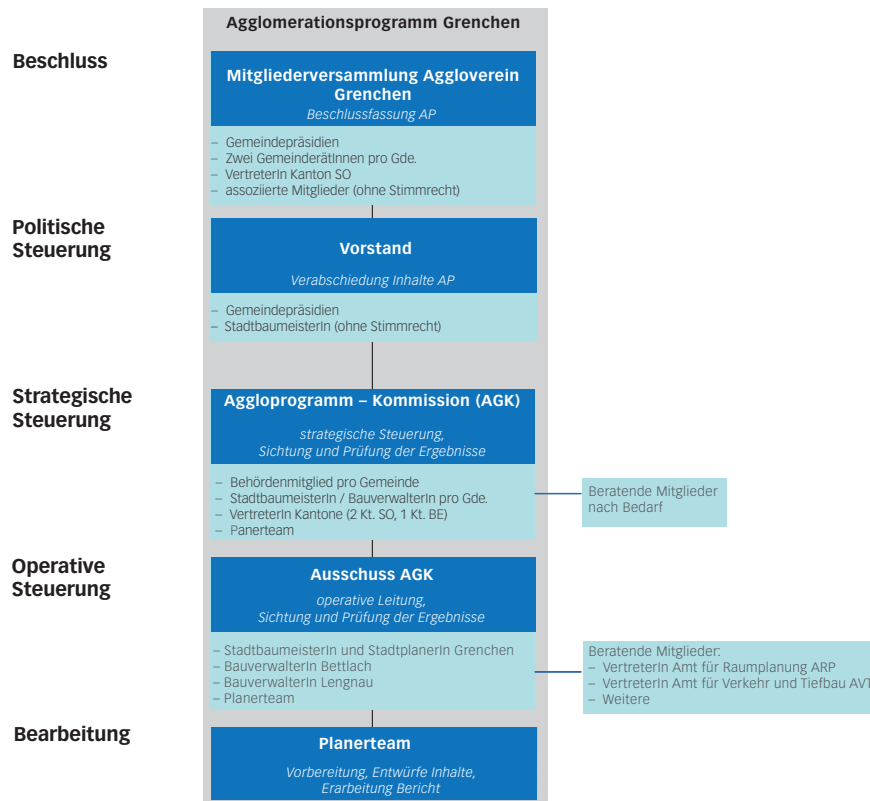 Agglomerationsprogramm Grenchen
Beschluss
Mitgliederversammlung Aggloverein
Grenchen
Beschlussfassung AP
– Gemeindepräsidien
– Zwei GemeinderätInnen pro Gde.
– VertreterIn Kanton SO
– assoziierte Mitglieder (ohne Stimmrecht)
Politische
Steuerung
Vorstand
Verabschiedung Inhalte AP
– Gemeindepräsidien
– StadtbaumeisterIn (ohne Stimmrecht)
Strategische
Steuerung
Aggloprogramm – Kommission (AGK)
strategische Steuerung,
Sichtung und Prüfung der Ergebnisse
– Behördenmitglied pro Gemeinde
– StadtbaumeisterIn / BauverwalterIn pro Gde.
– VertreterIn Kantone (2 Kt. SO, 1 Kt. BE)
– Panerteam
Beratende Mitglieder
nach Bedarf
Operative
Steuerung
Ausschuss AGK
operative Leitung,
Sichtung und Prüfung der Ergebnisse
– StadtbaumeisterIn und StadtplanerIn Grenchen
– BauverwalterIn Bettlach
– BauverwalterIn Lengnau
– Planerteam
Beratende Mitglieder:
– VertreterIn Amt für Raumplanung ARP
– VertreterIn Amt für Verkehr und Tiefbau AVT
– Weitere
Bearbeitung
Planerteam
Vorbereitung, Entwürfe Inhalte,
Erarbeitung Bericht